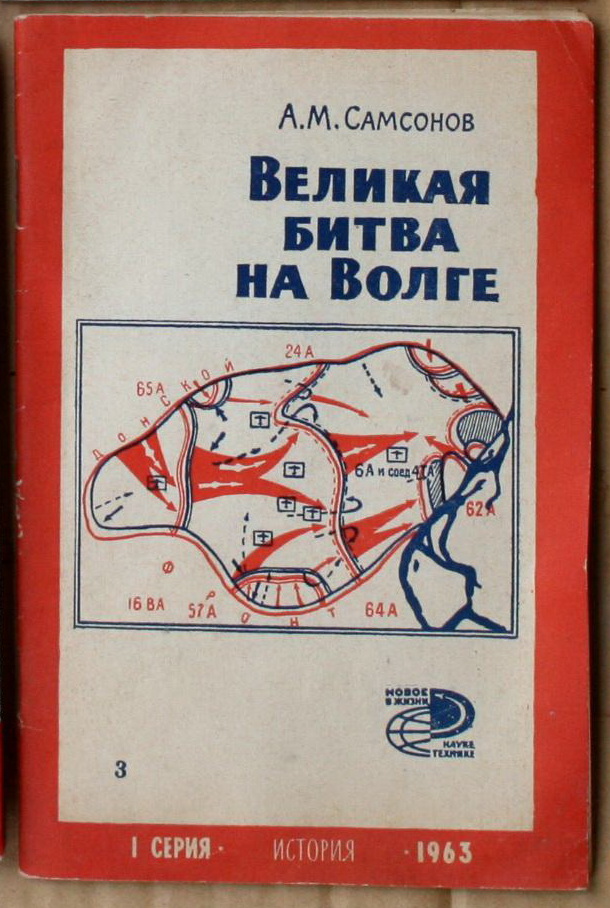 А.М. САМСОНОВ
ВЕЛИКАЯ
БИТВА
НА ВОЛГЕ
24А
65А
ДОНСКОЙ
6А и соед 4ТА
62А
ФРОНТ
16 ВА
57А
64А
НОВОЕ
В ЖИЗНИ
НАУКЕ
ТЕХНИКЕ
3
I СЕРИЯ · ИСТОРИЯ · 1963